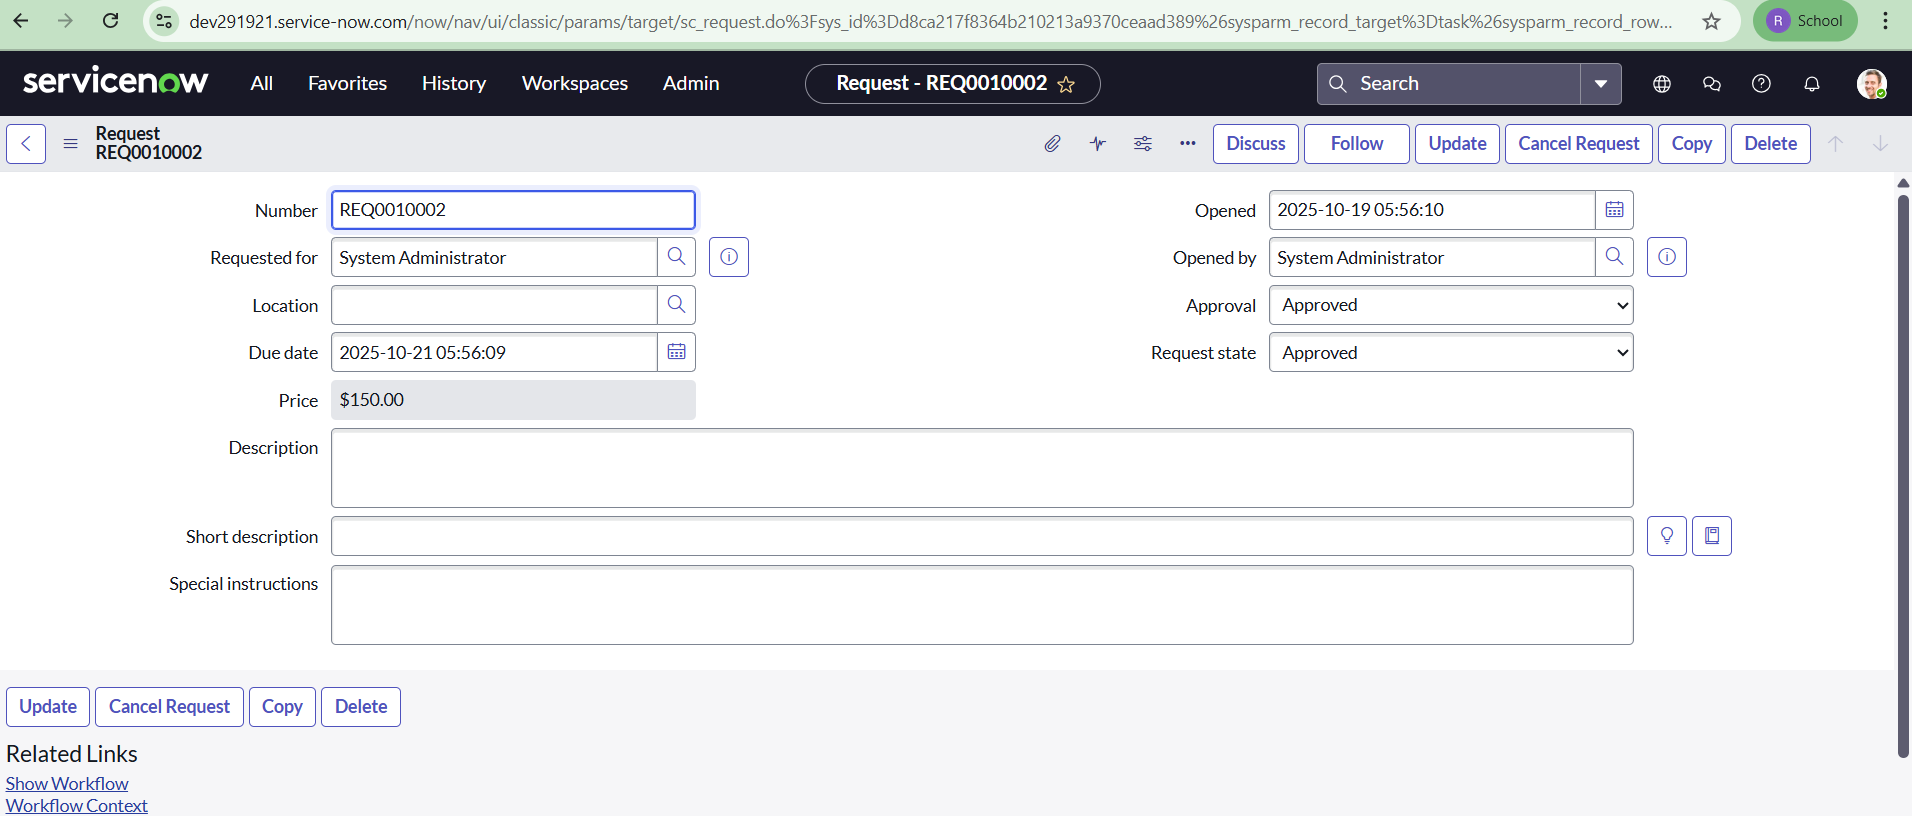 dev291921.service-now.com/now/nav/ui/classic/params/target/sc_request.do%3Fsys_id%3Dd8ca217f8364b210213a9370ceaad389%26sysparm_record_target%3Dtask%26sysparm_record_row...
R School
servicenow All Favorites History Workspaces Admin Request - REQ0010002 Search
Request
REQ0010002
Discuss Follow Update Cancel Request Copy Delete
Number REQ0010002 Opened 2025-10-19 05:56:10
Requested for System Administrator Opened by System Administrator
Location Approval Approved
Due date 2025-10-21 05:56:09 Request state Approved
Price $150.00
Description
Short description
Special instructions
Update Cancel Request Copy Delete
Related Links
Show Workflow
Workflow Context